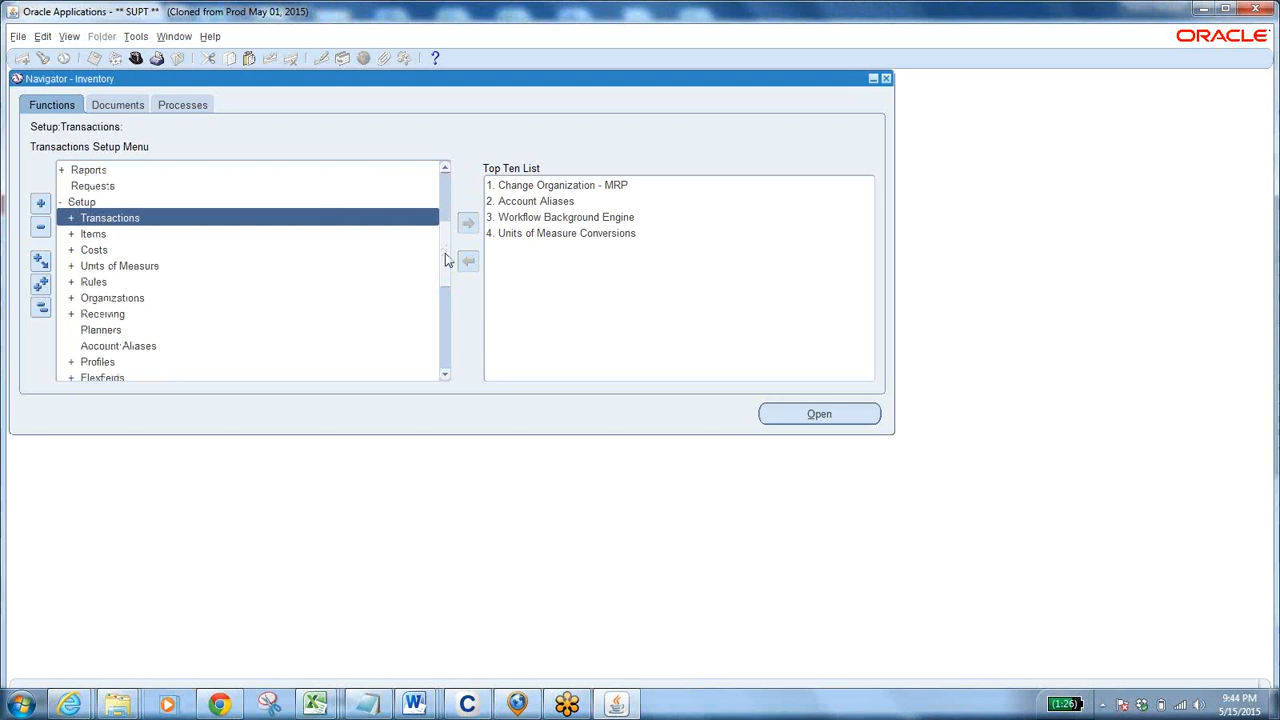 Oracle Applications - ** SUPT ** (Cloned from Prod May 01, 2015)
File Edit View Folder Tools Window Help
ORACLE
Navigator - Inventory
Functions Documents Processes
Setup:Transactions:
Transactions Setup Menu
+ Reports
Requests
- Setup
+ Transactions
+ Items
+ Costs
+ Units of Measure
+ Rules
+ Organizations
+ Receiving
Planners
Account Aliases
+ Profiles
+ Flexfields
Top Ten List
1. Change Organization - MRP
2. Account Aliases
3. Workflow Background Engine
4. Units of Measure Conversions
Open
(1:26)
9:44 PM
5/15/2015